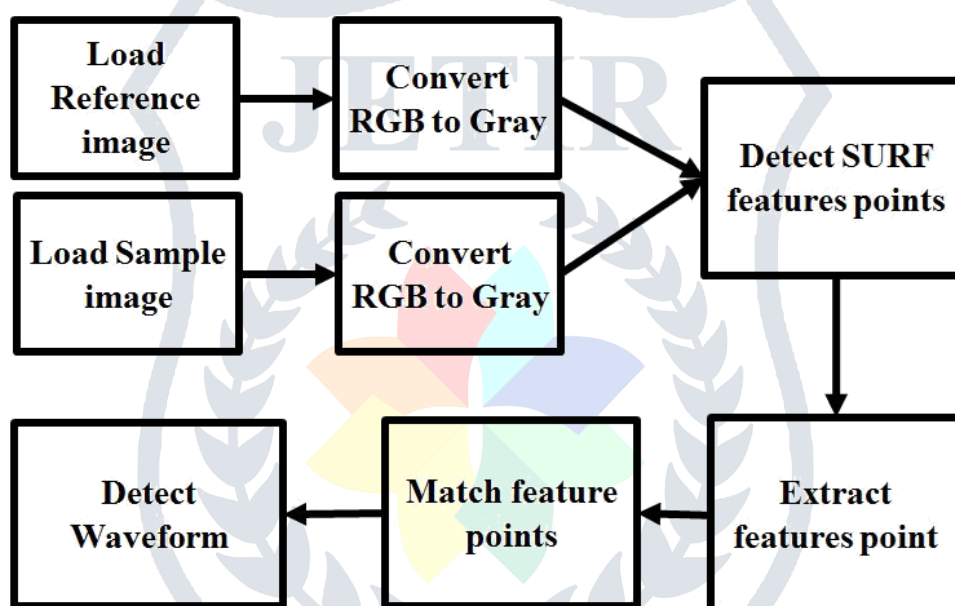 JETIR
Load
Reference
image
Convert
RGB to Gray
Detect SURF
features points
Load Sample
image
Convert
RGB to Gray
Extract
features point
Match feature
points
Detect
Waveform